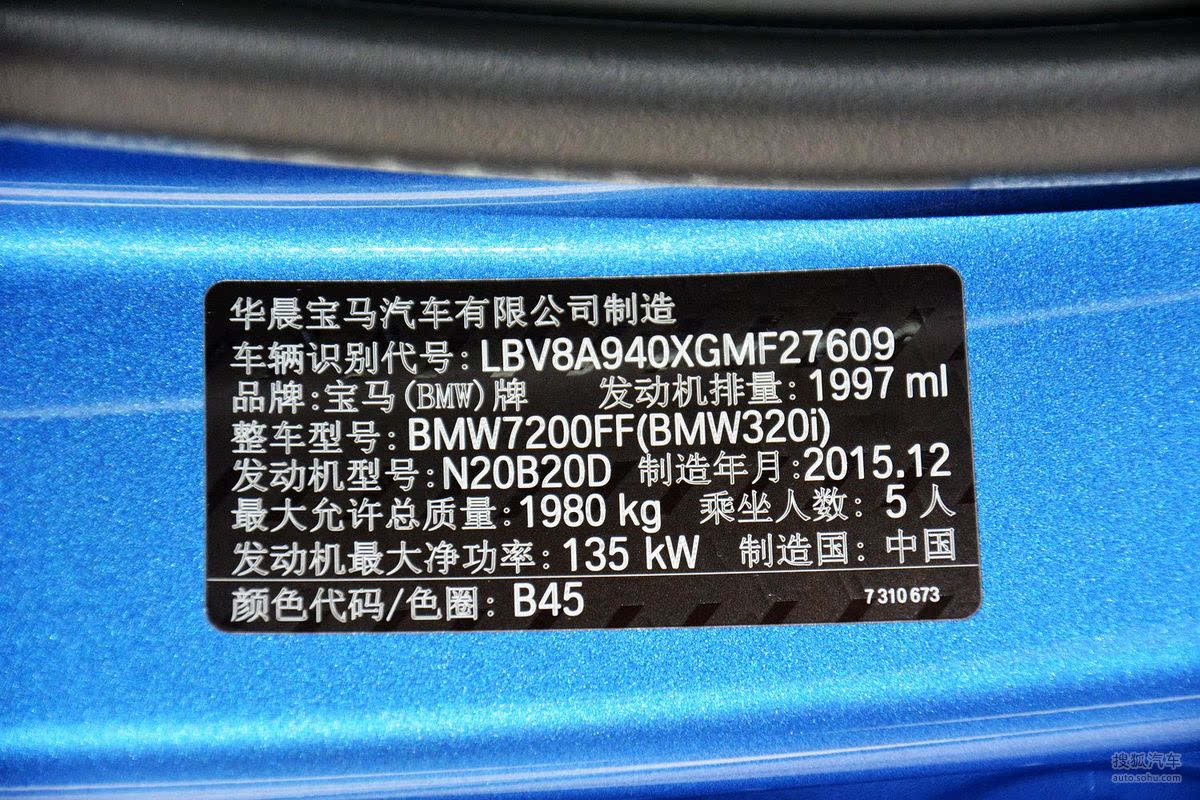 华晨宝马汽车有限公司制造
车辆识别代号: LBV8A940XGMF27609
品牌:宝马(BMW)牌 发动机排量: 1997 ml
整车型号: BMW7200FF(BMW320i)
发动机型号: N20B20D 制造年月:2015.12
最大允许总质量:1980 kg 乘坐人数: 5 人
发动机最大净功率: 135 kW 制造国: 中国
颜色代码/色圈: B45 7 310 673
搜狐汽车
auto.sohu.com